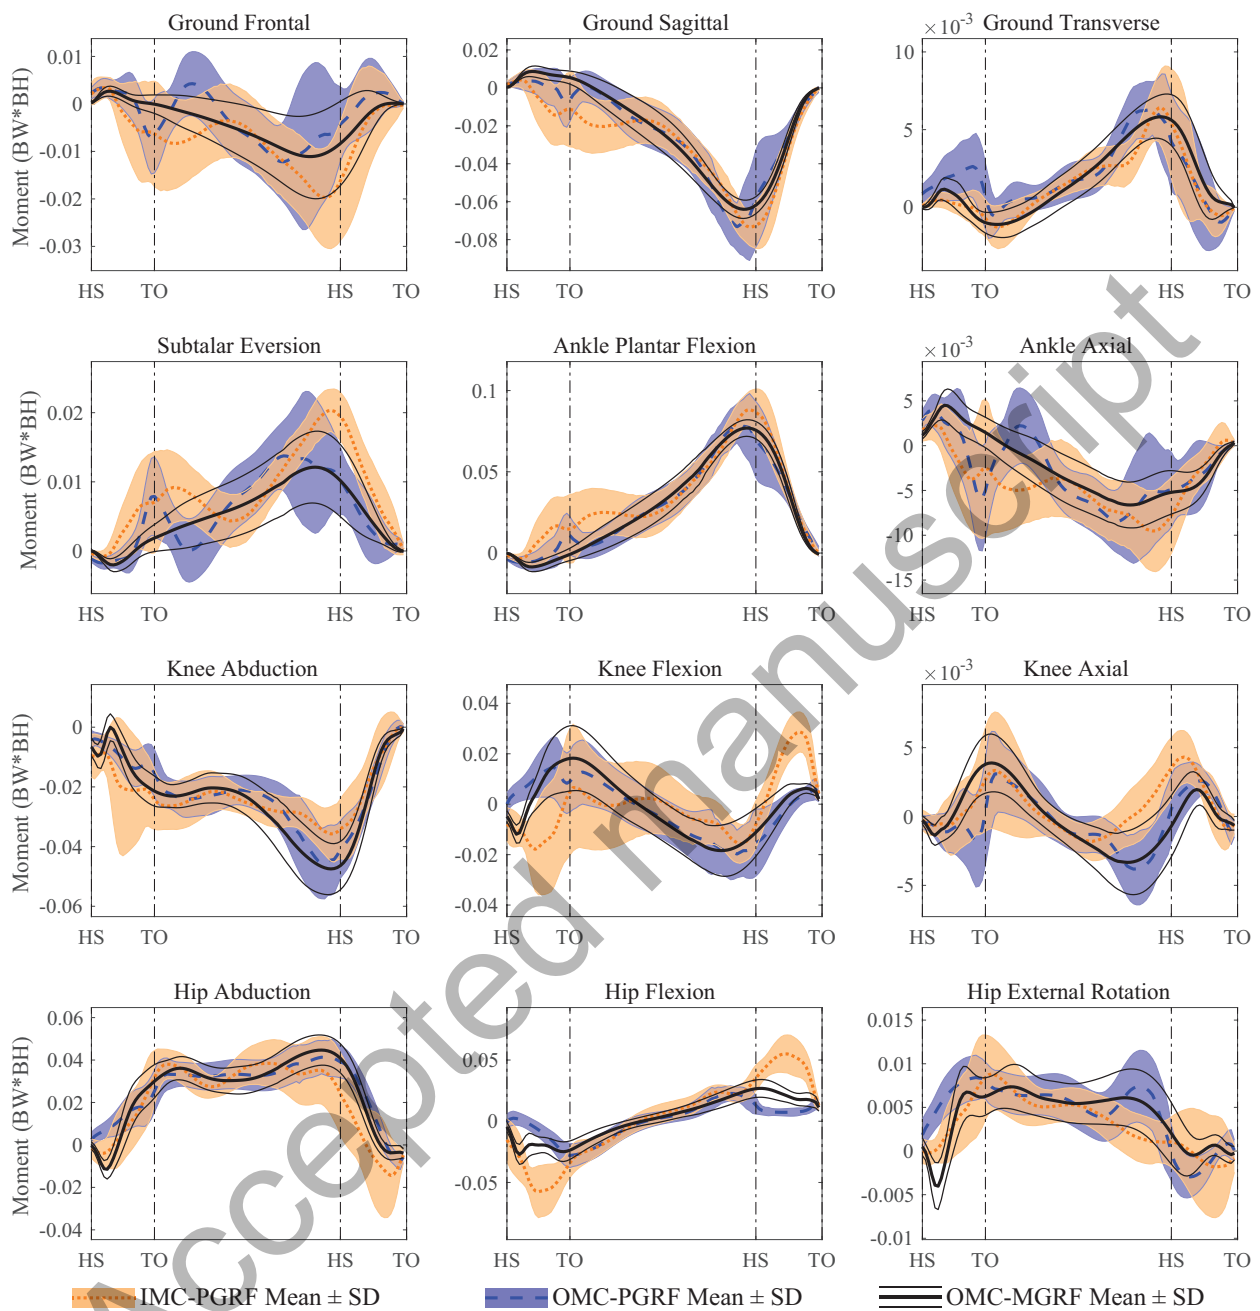 Ground Frontal Ground Sagittal Ground Transverse
×10⁻³
Moment (BW*BH)
0.01 0 -0.01 -0.02 -0.03
0.02 0 -0.02 -0.04 -0.06 -0.08
10 5 0
HS TO HS TO HS TO HS TO HS TO HS TO
Subtalar Eversion Ankle Plantar Flexion Ankle Axial
×10⁻³
Moment (BW*BH)
0.02 0.01 0
0.1 0.05 0
5 0 -5 -10 -15
HS TO HS TO HS TO HS TO HS TO HS TO
Knee Abduction Knee Flexion Knee Axial
×10⁻³
Moment (BW*BH)
0 -0.02 -0.04 -0.06
0.04 0.02 0 -0.02 -0.04
5 0 -5
HS TO HS TO HS TO HS TO HS TO HS TO
Hip Abduction Hip Flexion Hip External Rotation
Moment (BW*BH)
0.06 0.04 0.02 0 -0.02 -0.04
0.05 0 -0.05
0.015 0.01 0.005 0 -0.005 -0.01
HS TO HS TO HS TO HS TO HS TO HS TO
IMC-PGRF Mean ± SD OMC-PGRF Mean ± SD OMC-MGRF Mean ± SD
Accepted manuscript